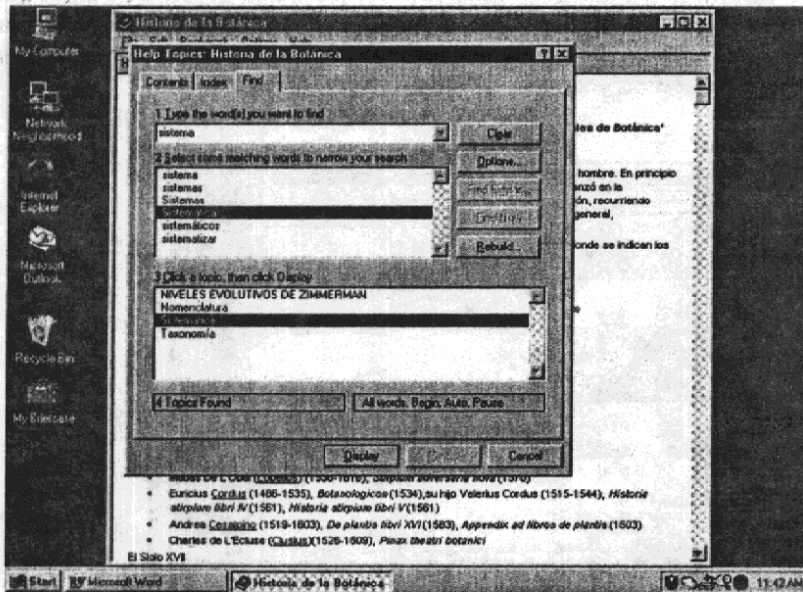 Historia de la Botánica
My Computer
Help Topics: Historia de la Botánica
Contents
Index
Find
1 Type the word(s) you want to find
sistema
Clear
les de Botánica'
Network
Neighborhood
2 Select some matching words to narrow your search
Options...
sistema
sistemas
Sistemas
Sistemática
sistemáticos
sistematizar
hombre. En principio
anzó en la
ón, recurriendo
general,
Internet
Explorer
Rebuild...
onde se indican los
Microsoft
Outlook
3 Click a topic, then click Display
NIVELES EVOLUTIVOS DE ZIMMERMAN
Nomenclatura
Sistemática
Taxonomía
Recycle Bin
4 Topics Found
All words, Begin, Auto, Pause
My Briefcase
Display
Cancel
• Euricius Cordus (1486-1535), Botanologicon (1534),su hijo Velerius Cordus (1515-1544), Historia
stirpium libri IV (1561), Historia stirpium libri V(1561)
• Andrea Cesalpino (1519-1603), De plantis libri XVI(1583), Appendix ad libros de plantis (1603)
• Charles de L'Ecluse (Clusius)(1526-1609), Pinax theatri botanici
El Siglo XVII
Start
Microsoft Word
Historia de la Botánica
11:42 AM